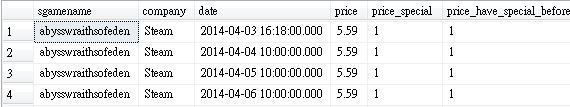 sgamename company date price price_special price_have_special_before
1 abysswraithsofeden Steam 2014-04-03 16:18:00.000 5.59 1 1
2 abysswraithsofeden Steam 2014-04-04 10:00:00.000 5.59 1 1
3 abysswraithsofeden Steam 2014-04-05 10:00:00.000 5.59 1 1
4 abysswraithsofeden Steam 2014-04-06 10:00:00.000 5.59 1 1